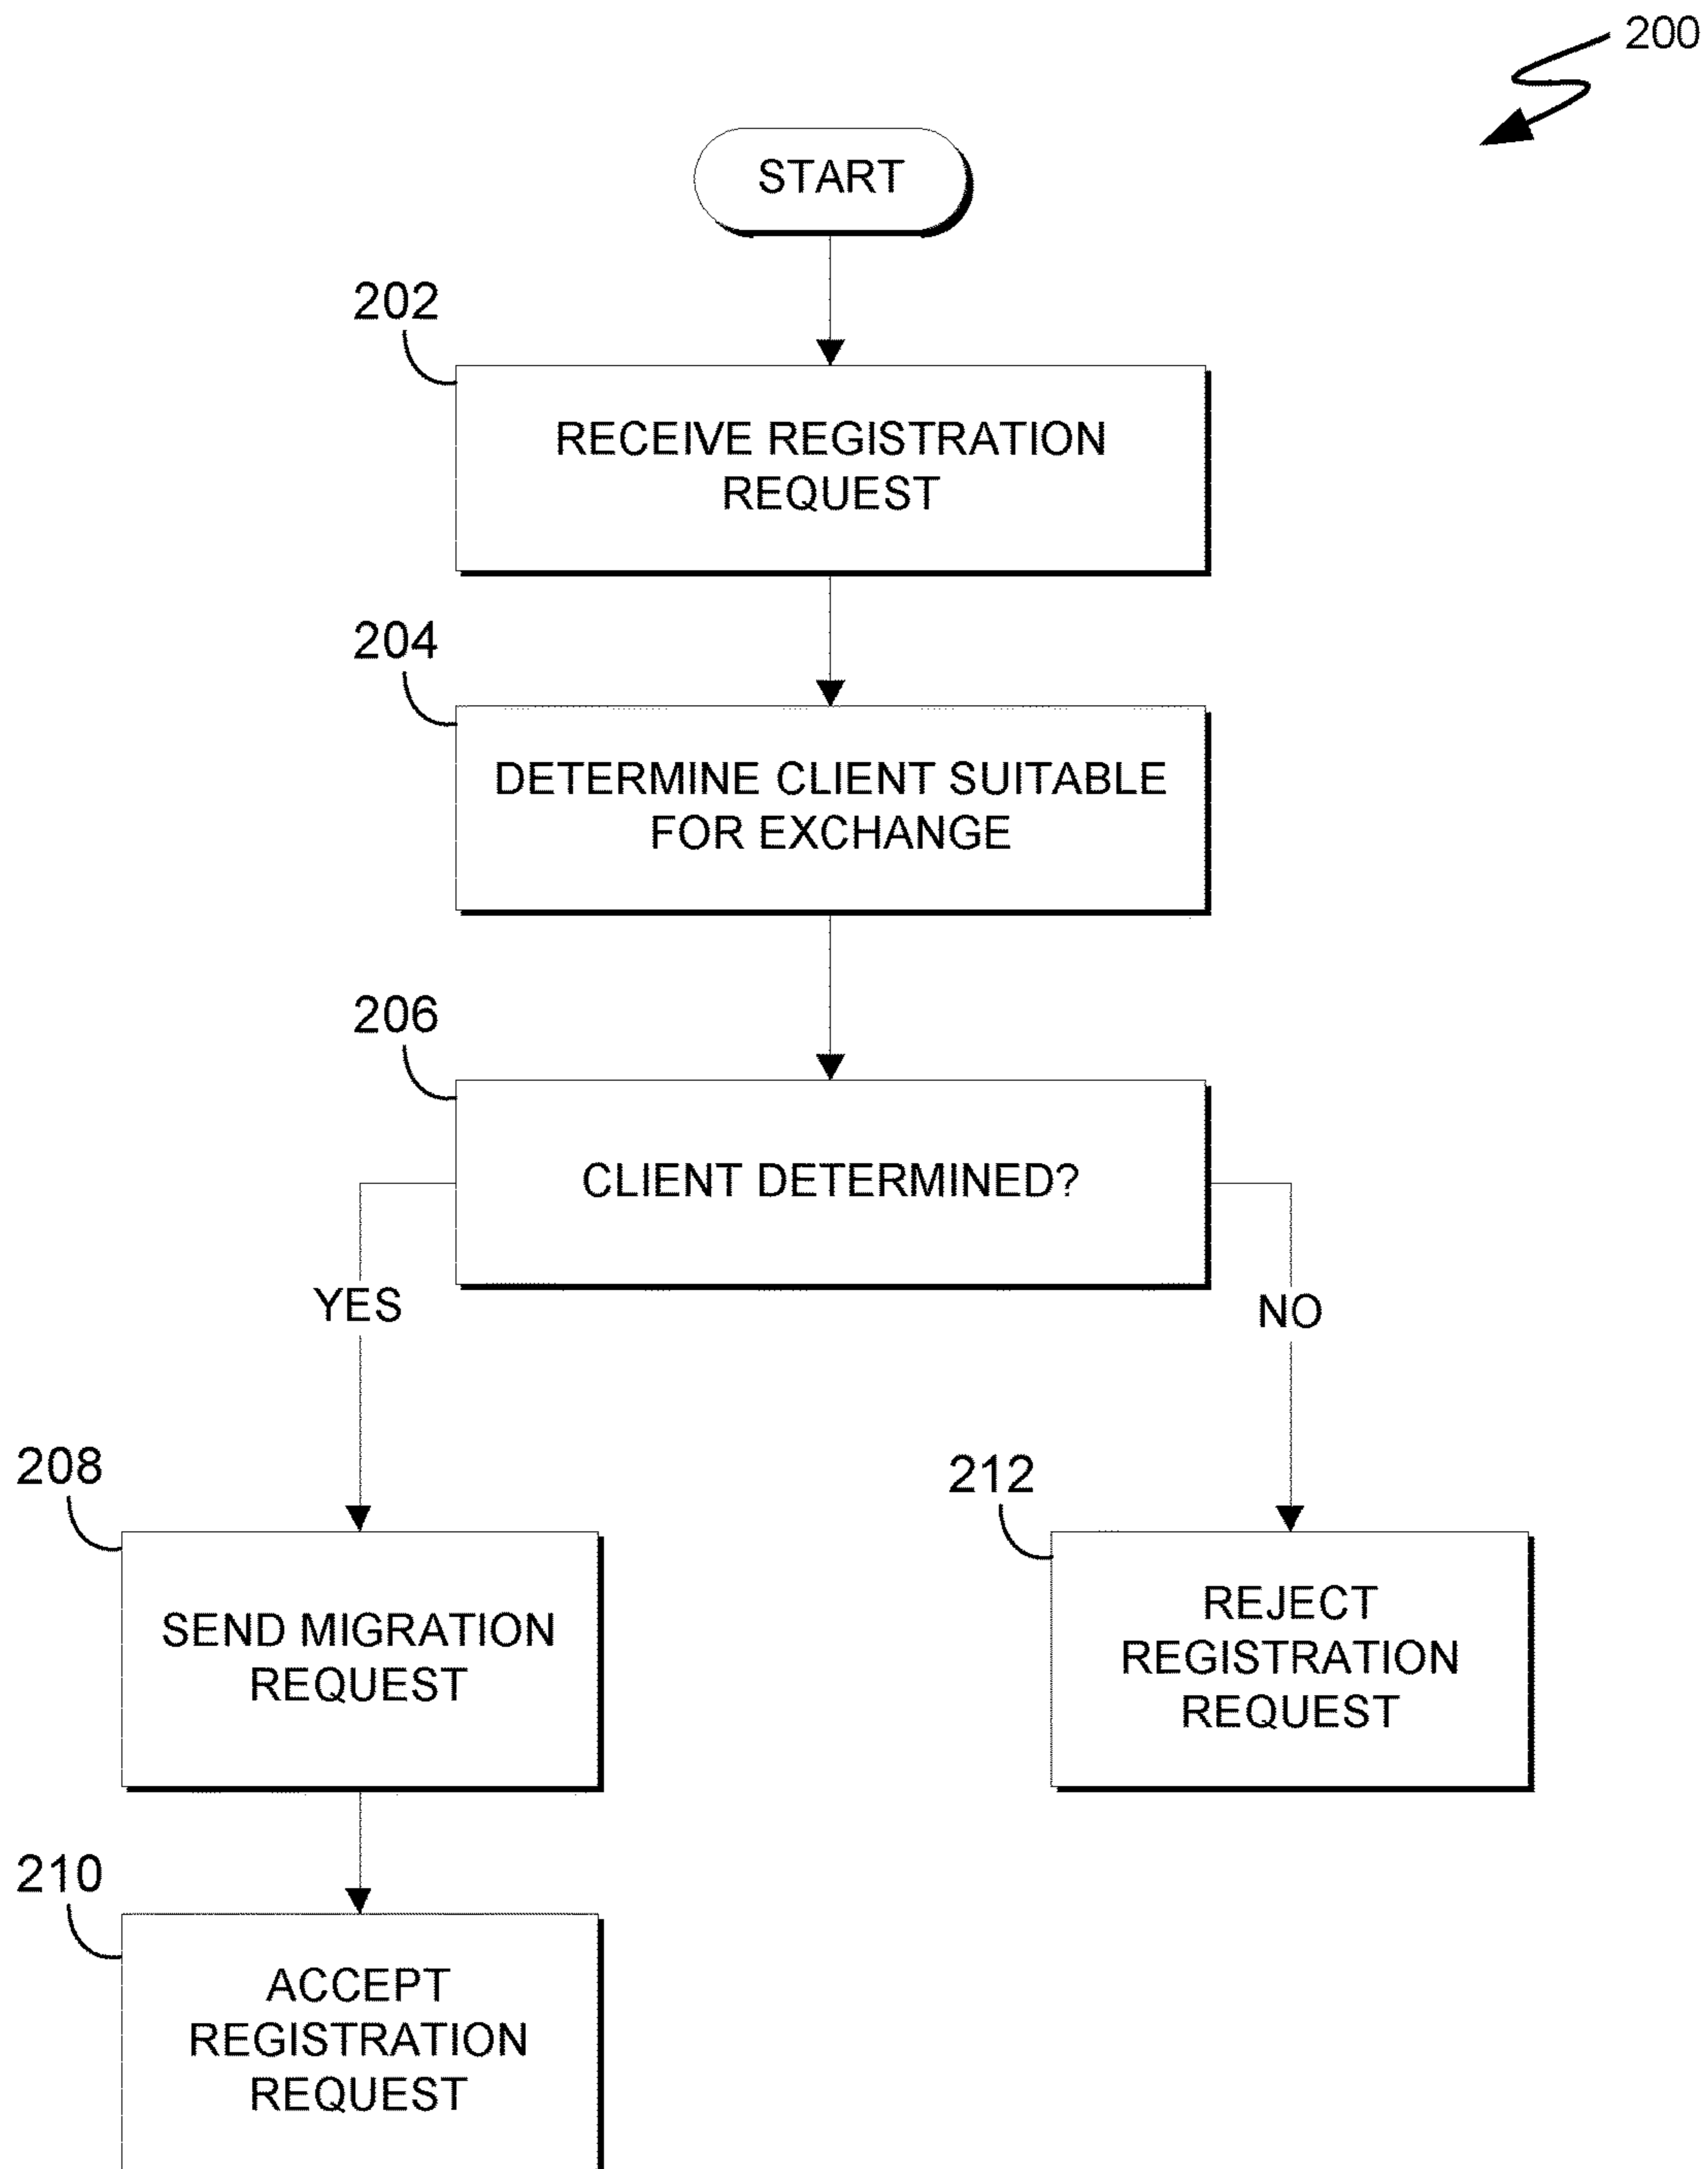 200
START
202
RECEIVE REGISTRATION
REQUEST
204
DETERMINE CLIENT SUITABLE
FOR EXCHANGE
206
CLIENT DETERMINED?
YES
NO
208
SEND MIGRATION
REQUEST
212
REJECT
REGISTRATION
REQUEST
210
ACCEPT
REGISTRATION
REQUEST